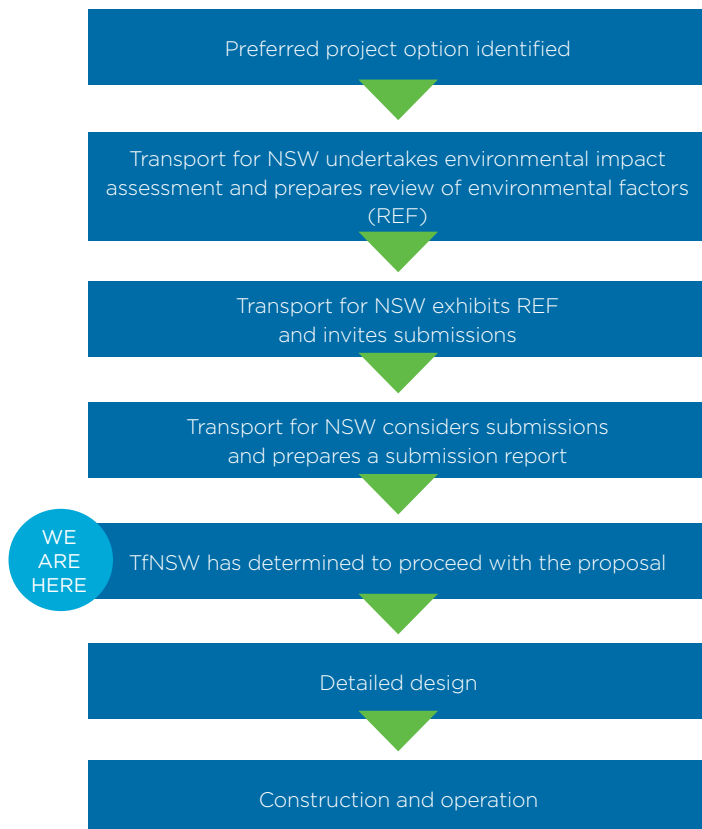 Preferred project option identified
Transport for NSW undertakes environmental impact
assessment and prepares review of environmental factors
(REF)
Transport for NSW exhibits REF
and invites submissions
Transport for NSW considers submissions
and prepares a submission report
WE
ARE
HERE
TfNSW has determined to proceed with the proposal
Detailed design
Construction and operation